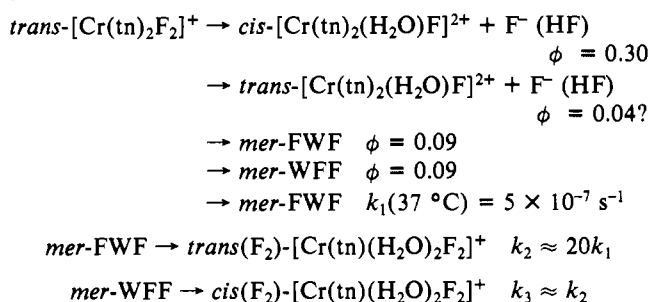 trans-[Cr(tn)₂F₂]⁺ → cis-[Cr(tn)₂(H₂O)F]²⁺ + F⁻ (HF)
ϕ = 0.30
→ trans-[Cr(tn)₂(H₂O)F]²⁺ + F⁻ (HF)
ϕ = 0.04?
→ mer-FWF ϕ = 0.09
→ mer-WFF ϕ = 0.09
→ mer-FWF k₁(37 °C) = 5 × 10⁻⁷ s⁻¹
mer-FWF → trans(F₂)-[Cr(tn)(H₂O)₂F₂]⁺ k₂ ≈ 20k₁
mer-WFF → cis(F₂)-[Cr(tn)(H₂O)₂F₂]⁺ k₃ ≈ k₂